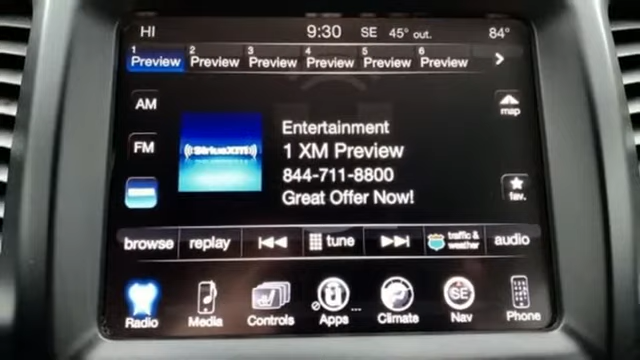 HI 9:30 SE 45° out. 84°
1 2 3 4 5 6
Preview Preview Preview Preview Preview Preview
AM
map
FM
((SiriusXM))
Entertainment
1 XM Preview
844-711-8800
Great Offer Now!
fav.
browse replay tune traffic & weather audio
SE
Radio Media Controls Apps ... Climate Nav Phone